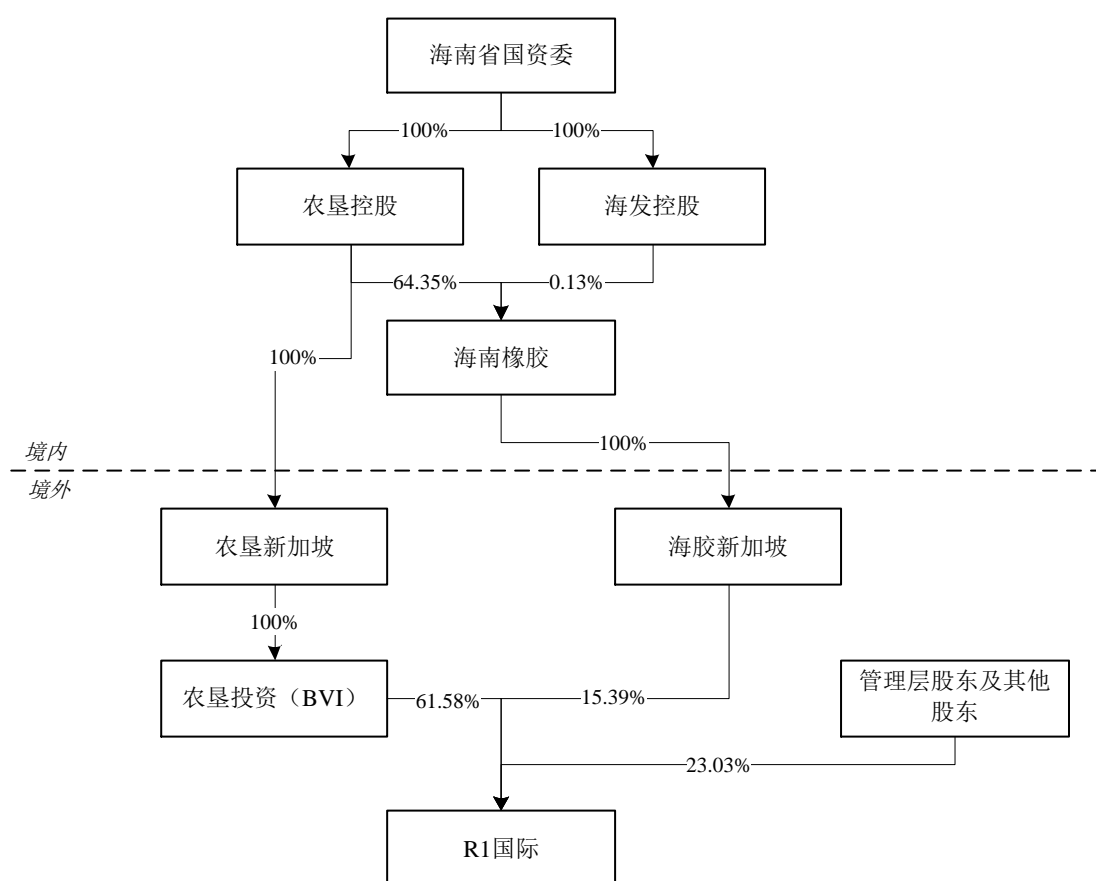 海南省国资委
100%
100%
农垦控股
海发控股
64.35%
0.13%
海南橡胶
100%
100%
境内
境外
农垦新加坡
海胶新加坡
100%
农垦投资（BVI）
61.58%
15.39%
管理层股东及其他
股东
23.03%
R1国际